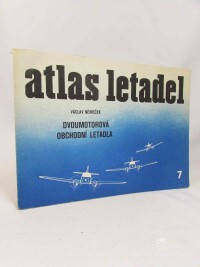 atlas letadel
VÁCLAV NĚMEČEK
DVOUMOTOROVÁ
OBCHODNÍ LETADLA
7